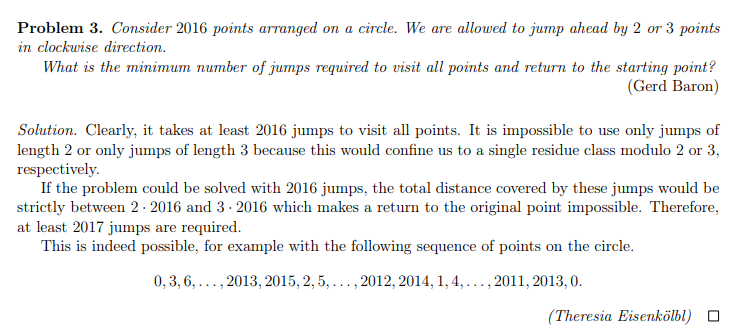 Problem 3. Consider 2016 points arranged on a circle. We are allowed to jump ahead by 2 or 3 points
in clockwise direction.
What is the minimum number of jumps required to visit all points and return to the starting point?
(Gerd Baron)
Solution. Clearly, it takes at least 2016 jumps to visit all points. It is impossible to use only jumps of
length 2 or only jumps of length 3 because this would confine us to a single residue class modulo 2 or 3,
respectively.
If the problem could be solved with 2016 jumps, the total distance covered by these jumps would be
strictly between 2 · 2016 and 3 · 2016 which makes a return to the original point impossible. Therefore,
at least 2017 jumps are required.
This is indeed possible, for example with the following sequence of points on the circle.
0, 3, 6, . . . , 2013, 2015, 2, 5, . . . , 2012, 2014, 1, 4, . . . , 2011, 2013, 0.
(Theresia Eisenkölbl) □